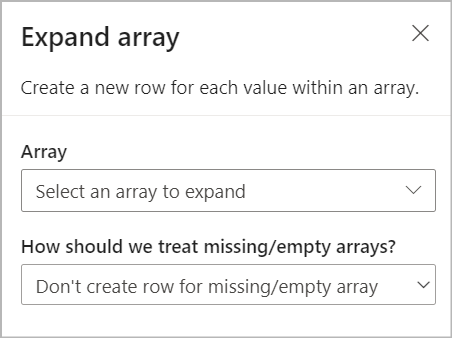 Expand array
Create a new row for each value within an array.
Array
Select an array to expand
How should we treat missing/empty arrays?
Don't create row for missing/empty array